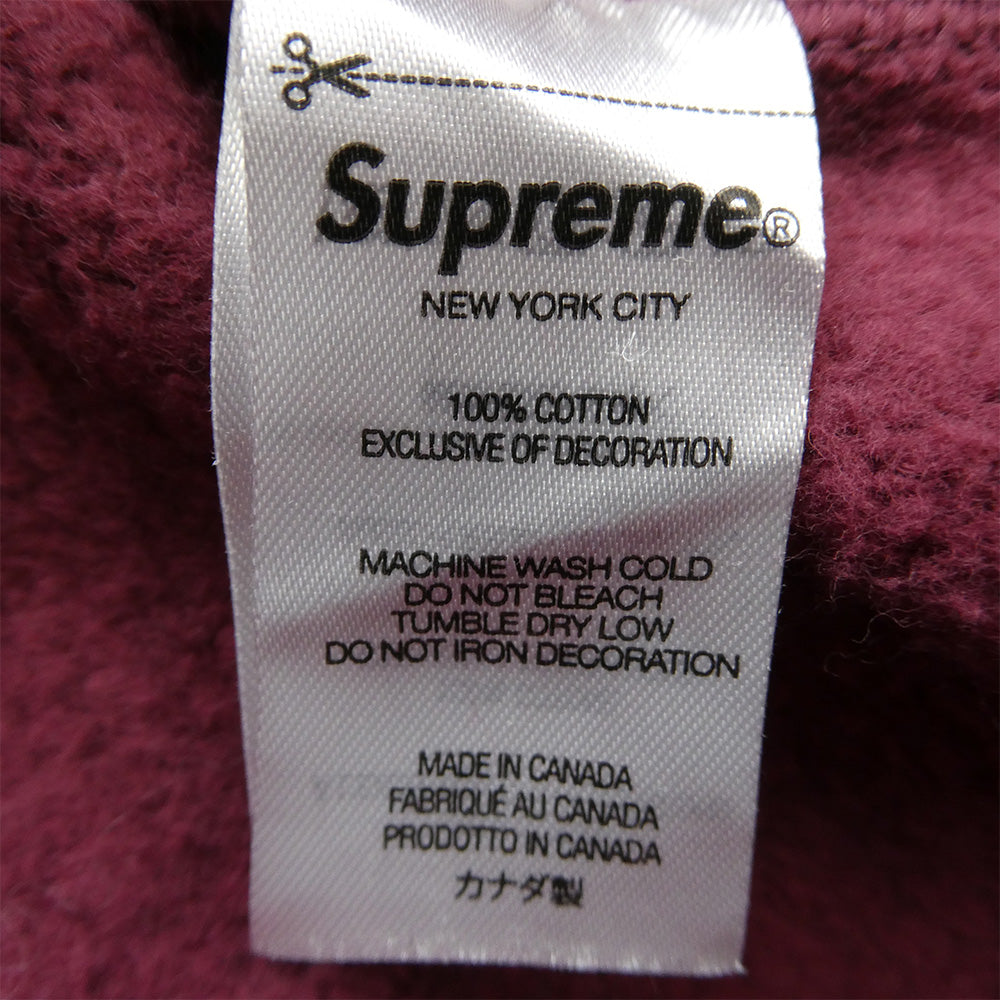 Supreme®
NEW YORK CITY
100% COTTON
EXCLUSIVE OF DECORATION
MACHINE WASH COLD
DO NOT BLEACH
TUMBLE DRY LOW
DO NOT IRON DECORATION
MADE IN CANADA
FABRIQUÉ AU CANADA
PRODOTTO IN CANADA
カナダ製